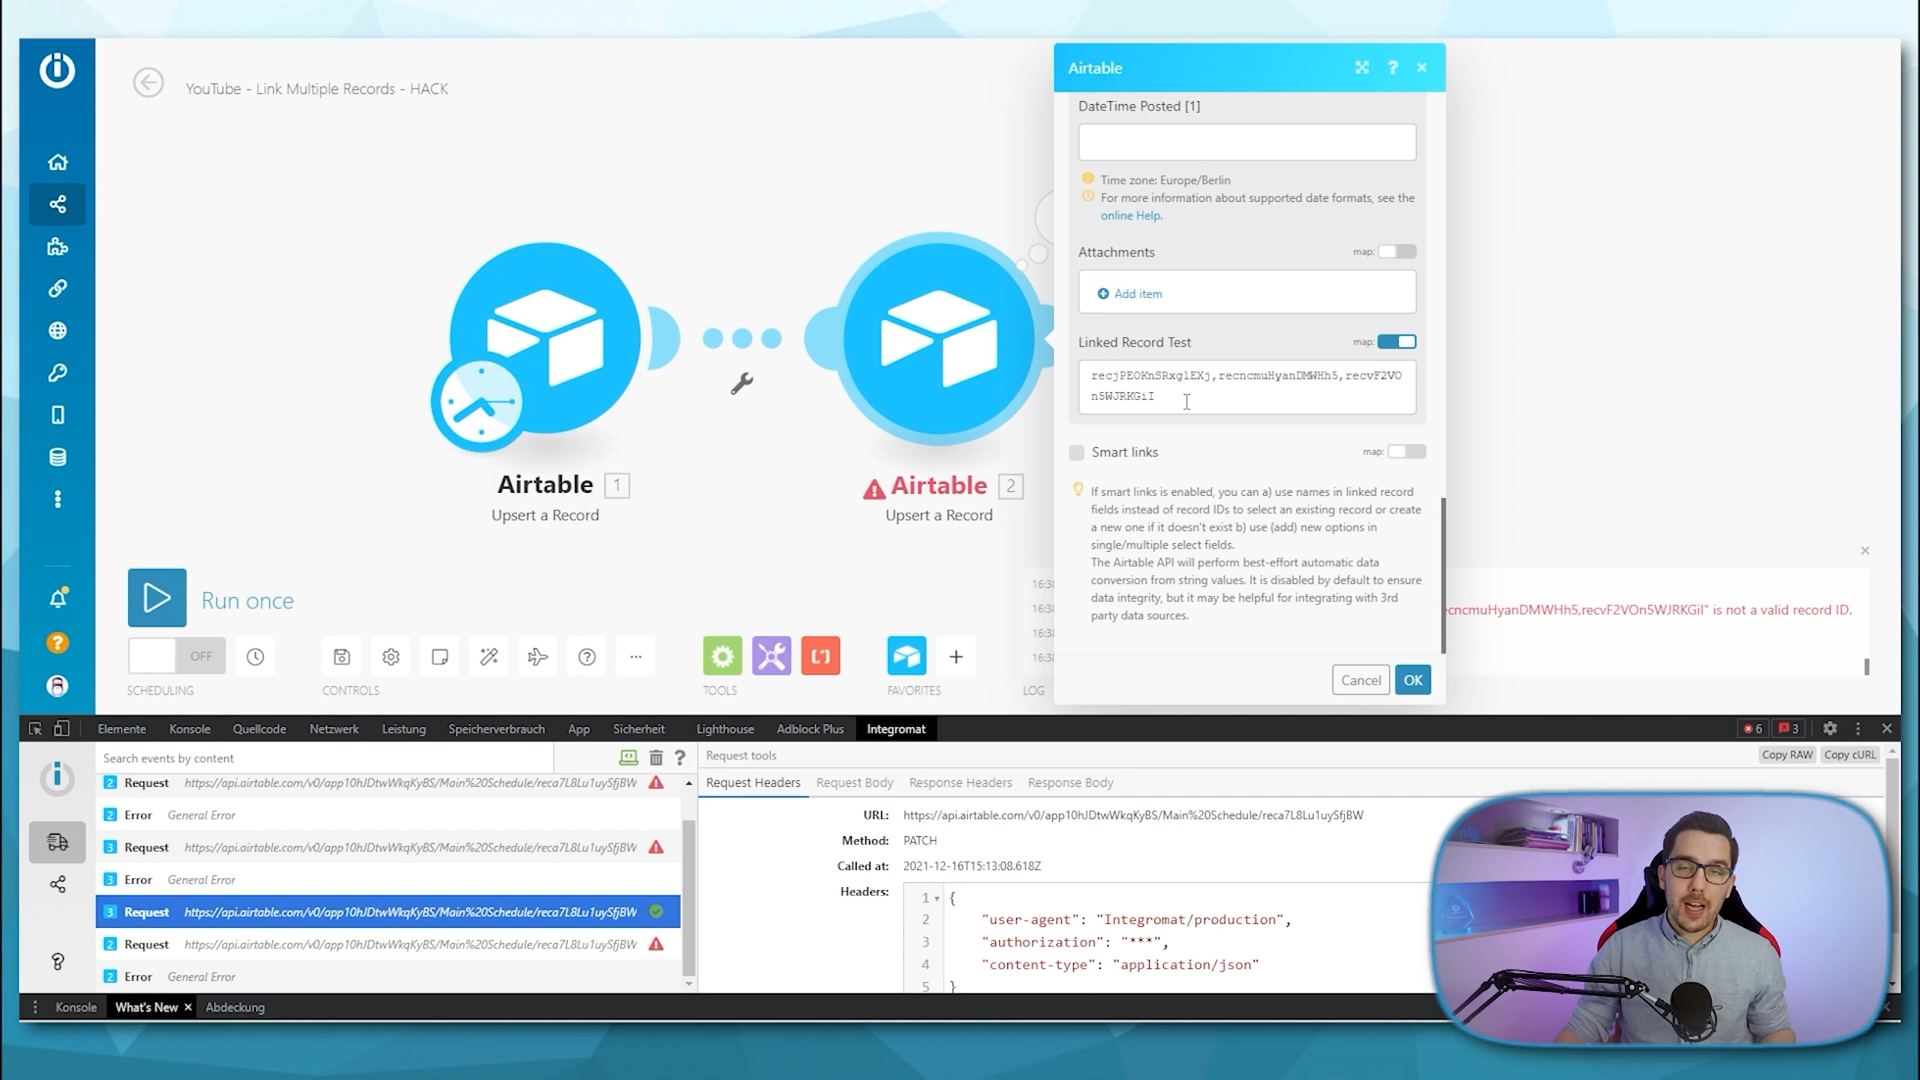 YouTube - Link Multiple Records - HACK
Airtable
?
DateTime Posted [1]
Time zone: Europe/Berlin
For more information about supported date formats, see the
online Help.
Attachments
map:
Add item
Linked Record Test
map:
recjPEOKnSRxglEXj,recncmuHyanDMWHh5,recvF2VO
n5WJRKGiI
Smart links
map:
If smart links is enabled, you can a) use names in linked record
fields instead of record IDs to select an existing record or create
a new one if it doesn't exist b) use (add) new options in
single/multiple select fields.
The Airtable API will perform best-effort automatic data
conversion from string values. It is disabled by default to ensure
data integrity, but it may be helpful for integrating with 3rd
party data sources.
Cancel
OK
Airtable 1
Upsert a Record
Airtable 2
Upsert a Record
Run once
OFF
SCHEDULING
CONTROLS
TOOLS
FAVORITES
LOG
16:38
16:38
16:38
16:38
cncmuHyanDMWHh5,recvF2VOn5WJRKGiI" is not a valid record ID.
Elemente Konsole Quellcode Netzwerk Leistung Speicherverbrauch App Sicherheit Lighthouse Adblock Plus Integromat
6 3
Search events by content
?
Request tools
Copy RAW Copy cURL
2 Request https://api.airtable.com/v0/app10hJDtwWkqKyBS/Main%20Schedule/reca7L8Lu1uySfjBW
2 Error General Error
3 Request https://api.airtable.com/v0/app10hJDtwWkqKyBS/Main%20Schedule/reca7L8Lu1uySfjBW
3 Error General Error
3 Request https://api.airtable.com/v0/app10hJDtwWkqKyBS/Main%20Schedule/reca7L8Lu1uySfjBW
2 Request https://api.airtable.com/v0/app10hJDtwWkqKyBS/Main%20Schedule/reca7L8Lu1uySfjBW
2 Error General Error
Request Headers Request Body Response Headers Response Body
URL: https://api.airtable.com/v0/app10hJDtwWkqKyBS/Main%20Schedule/reca7L8Lu1uySfjBW
Method: PATCH
Called at: 2021-12-16T15:13:08.618Z
Headers:
1 {
2 "user-agent": "Integromat/production",
3 "authorization": "***",
4 "content-type": "application/json"
5 }
Konsole What's New Abdeckung